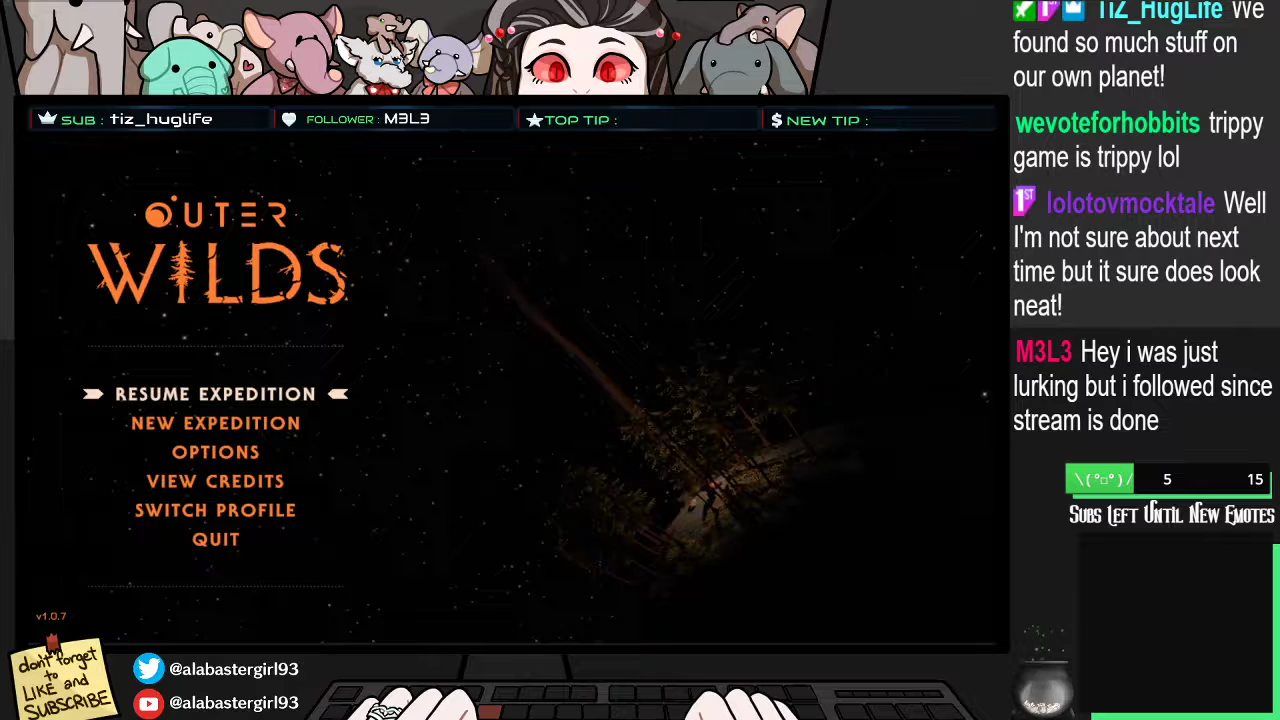 SUB : tiz_huglife
FOLLOWER : M3L3
TOP TIP :
NEW TIP :
OUTER
WILDS
RESUME EXPEDITION
NEW EXPEDITION
OPTIONS
VIEW CREDITS
SWITCH PROFILE
QUIT
v1.0.7
don't forget
to
LIKE and
SUBSCRIBE
@alabastergirl93
@alabastergirl93
TiZ_HugLife We
found so much stuff on
our own planet!
wevoteforhobbits trippy
game is trippy lol
1ST lolotovmocktale Well
I'm not sure about next
time but it sure does look
neat!
M3L3 Hey i was just
lurking but i followed since
stream is done
\(°□°)/ 5 15
Subs Left Until New Emotes